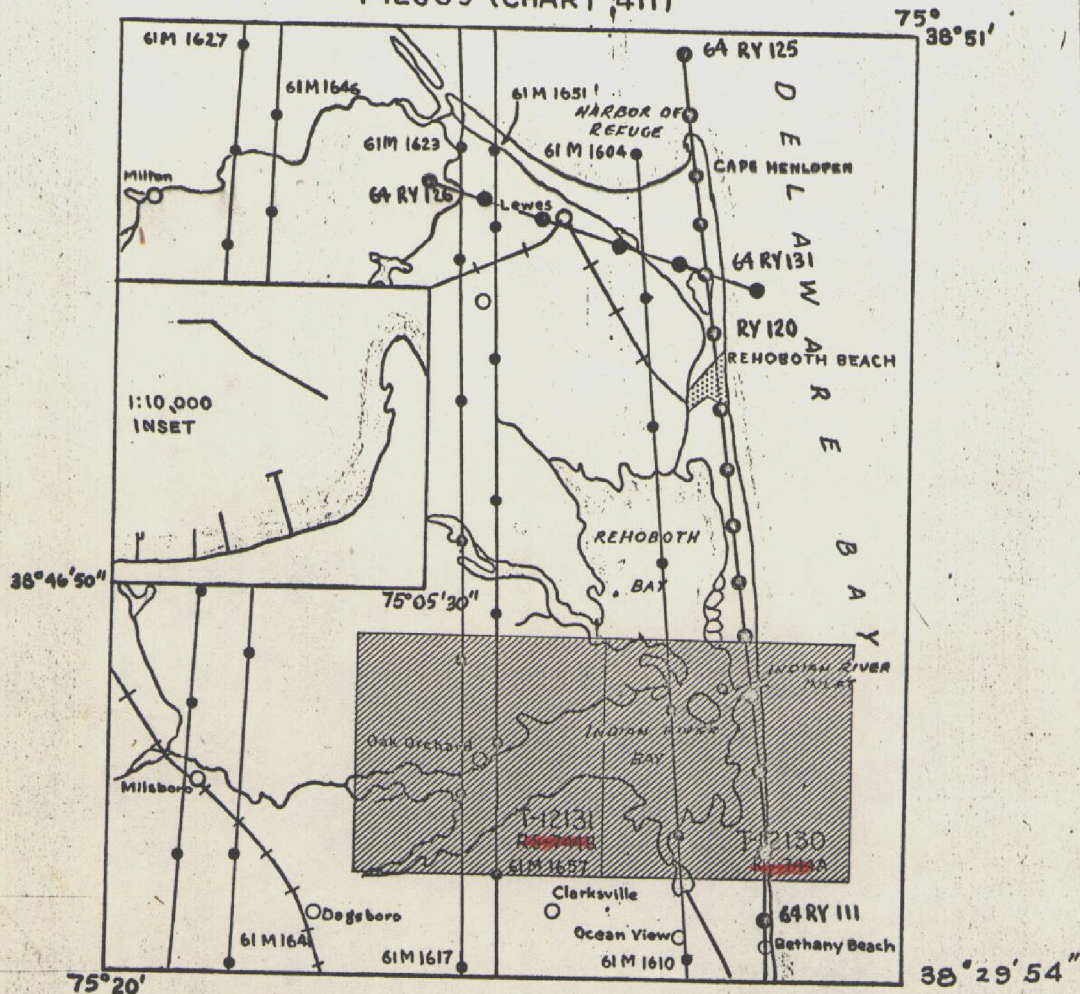 (CHART 411)
75°
38°51'
61M 1627
64 RY 125
61M 1646
61M 1651
HARBOR OF
REFUGE
61M 1623
61M 1604
CAPE HENLOPEN
Milton
64 RY 126
Lewes
64 RY 131
RY 120
REHOBOTH BEACH
DELAWARE BAY
1:10,000
INSET
REHOBOTH
BAY
38°46'50"
75°05'30"
INDIAN RIVER
INLET
INDIAN RIVER
BAY
Oak Orchard
Millsboro
T-12131
T-12130
61M 1657
Clarksville
Dagsboro
64 RY 111
Ocean View
Bethany Beach
61M 164
61M 1617
61M 1610
75°20'
38°29'54"